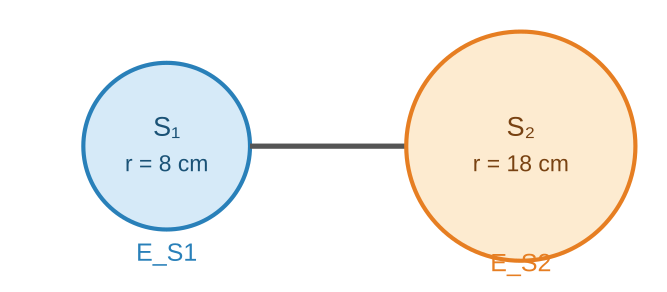 S₁
r = 8 cm
E_S1
S₂
r = 18 cm
E_S2